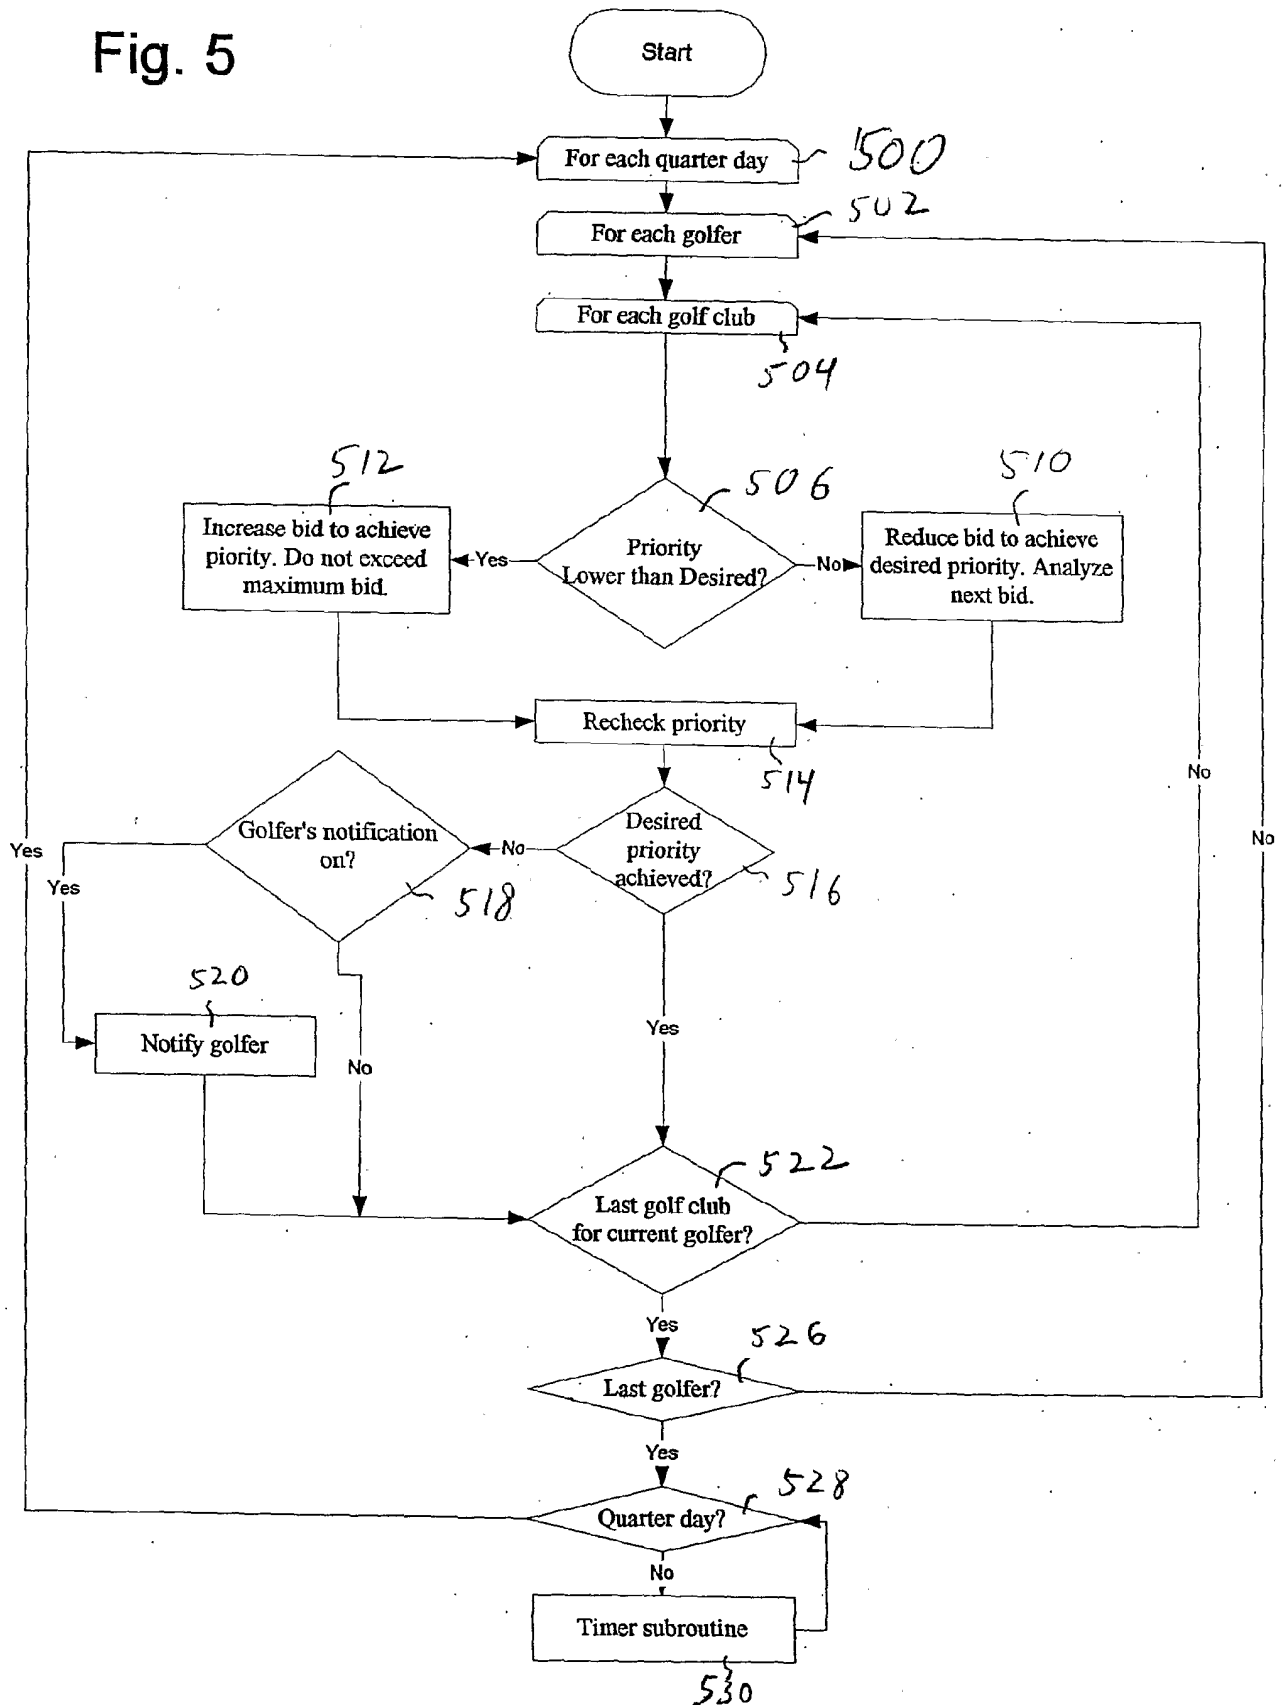 Fig. 5
Start
For each quarter day
500
For each golfer
502
For each golf club
504
512
506
510
Increase bid to achieve
piority. Do not exceed
maximum bid.
Yes
Priority
Lower than Desired?
No
Reduce bid to achieve
desired priority. Analyze
next bid.
Recheck priority
514
No
Golfer's notification
on?
518
No
Desired
priority
achieved?
516
Yes
Yes
No
520
Notify golfer
No
Yes
522
Last golf club
for current golfer?
Yes
526
Last golfer?
Yes
528
Quarter day?
No
Timer subroutine
530